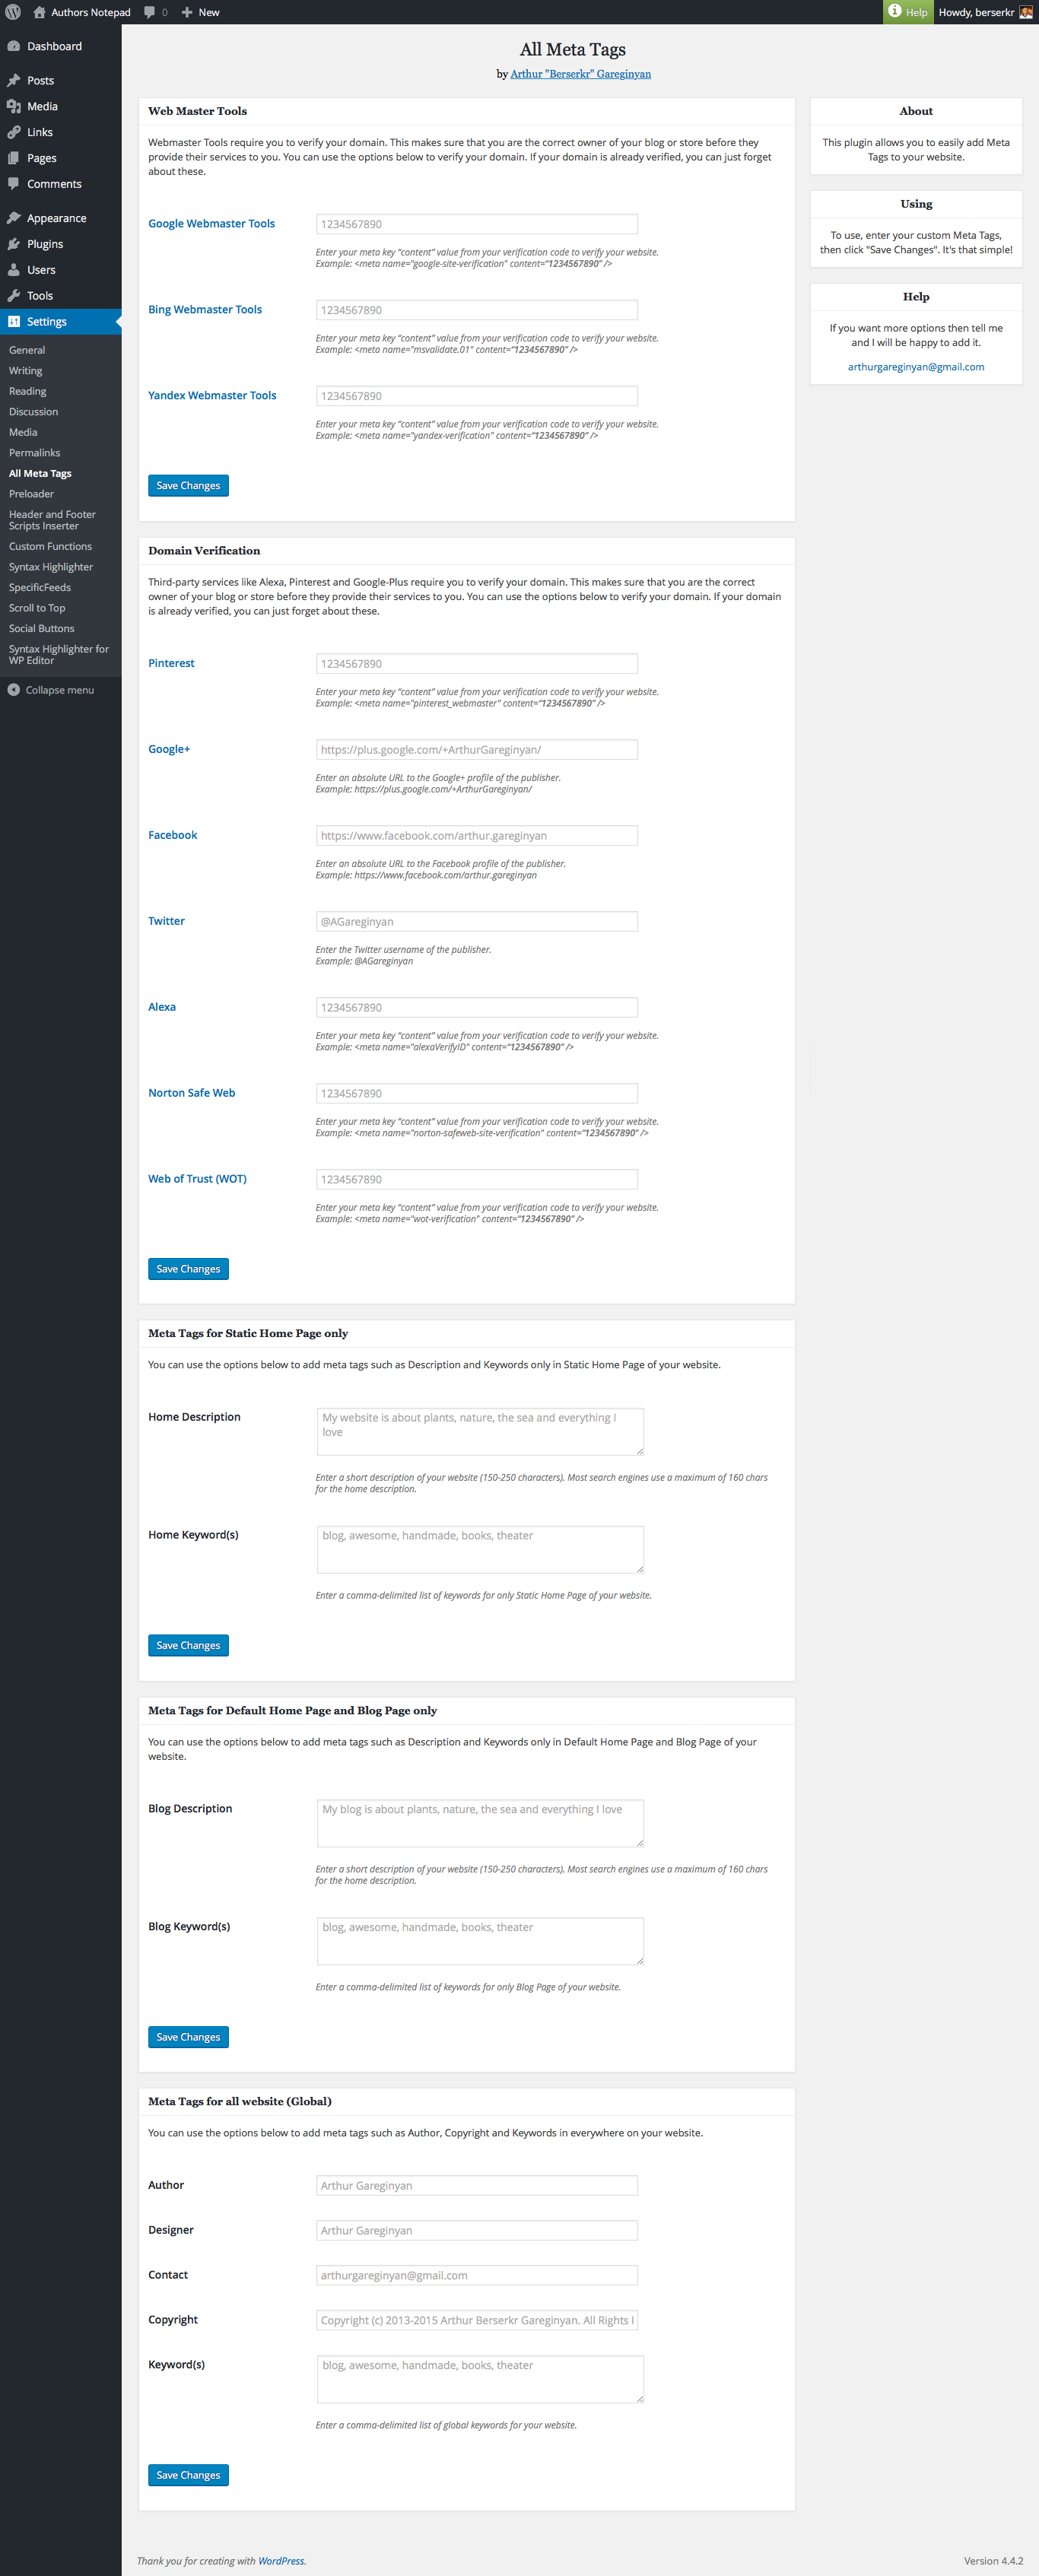 Authors Notepad 0 New Help Howdy, berserkr
Dashboard
Posts
Media
Links
Pages
Comments
Appearance
Plugins
Users
Tools
Settings
General
Writing
Reading
Discussion
Media
Permalinks
All Meta Tags
Preloader
Header and Footer
Scripts Inserter
Custom Functions
Syntax Highlighter
SpecificFeeds
Scroll to Top
Social Buttons
Syntax Highlighter for
WP Editor
Collapse menu
All Meta Tags
by Arthur "Berserkr" Gareginyan
Web Master Tools
Webmaster Tools require you to verify your domain. This makes sure that you are the correct owner of your blog or store before they
provide their services to you. You can use the options below to verify your domain. If your domain is already verified, you can just forget
about these.
Google Webmaster Tools
1234567890
Enter your meta key “content” value from your verification code to verify your website.
Example: <meta name="google-site-verification" content="1234567890" />
Bing Webmaster Tools
1234567890
Enter your meta key “content” value from your verification code to verify your website.
Example: <meta name="msvalidate.01" content="1234567890" />
Yandex Webmaster Tools
1234567890
Enter your meta key “content” value from your verification code to verify your website.
Example: <meta name="yandex-verification" content="1234567890" />
Save Changes
Domain Verification
Third-party services like Alexa, Pinterest and Google-Plus require you to verify your domain. This makes sure that you are the correct
owner of your blog or store before they provide their services to you. You can use the options below to verify your domain. If your domain
is already verified, you can just forget about these.
Pinterest
1234567890
Enter your meta key “content” value from your verification code to verify your website.
Example: <meta name="pinterest_webmaster" content="1234567890" />
Google+
https://plus.google.com/+ArthurGareginyan/
Enter an absolute URL to the Google+ profile of the publisher.
Example: https://plus.google.com/+ArthurGareginyan/
Facebook
https://www.facebook.com/arthur.gareginyan
Enter an absolute URL to the Facebook profile of the publisher.
Example: https://www.facebook.com/arthur.gareginyan
Twitter
@AGareginyan
Enter the Twitter username of the publisher.
Example: @AGareginyan
Alexa
1234567890
Enter your meta key “content” value from your verification code to verify your website.
Example: <meta name="alexaVerifyID" content="1234567890" />
Norton Safe Web
1234567890
Enter your meta key “content” value from your verification code to verify your website.
Example: <meta name="norton-safeweb-site-verification" content="1234567890" />
Web of Trust (WOT)
1234567890
Enter your meta key “content” value from your verification code to verify your website.
Example: <meta name="wot-verification" content="1234567890" />
Save Changes
Meta Tags for Static Home Page only
You can use the options below to add meta tags such as Description and Keywords only in Static Home Page of your website.
Home Description
My website is about plants, nature, the sea and everything I
love
Enter a short description of your website (150-250 characters). Most search engines use a maximum of 160 chars
for the home description.
Home Keyword(s)
blog, awesome, handmade, books, theater
Enter a comma-delimited list of keywords for only Static Home Page of your website.
Save Changes
Meta Tags for Default Home Page and Blog Page only
You can use the options below to add meta tags such as Description and Keywords only in Default Home Page and Blog Page of your
website.
Blog Description
My blog is about plants, nature, the sea and everything I love
Enter a short description of your website (150-250 characters). Most search engines use a maximum of 160 chars
for the home description.
Blog Keyword(s)
blog, awesome, handmade, books, theater
Enter a comma-delimited list of keywords for only Blog Page of your website.
Save Changes
Meta Tags for all website (Global)
You can use the options below to add meta tags such as Author, Copyright and Keywords in everywhere on your website.
Author
Arthur Gareginyan
Designer
Arthur Gareginyan
Contact
arthurgareginyan@gmail.com
Copyright
Copyright (c) 2013-2015 Arthur Berserkr Gareginyan. All Rights
Keyword(s)
blog, awesome, handmade, books, theater
Enter a comma-delimited list of global keywords for your website.
Save Changes
About
This plugin allows you to easily add Meta
Tags to your website.
Using
To use, enter your custom Meta Tags,
then click "Save Changes". It's that simple!
Help
If you want more options then tell me
and I will be happy to add it.
arthurgareginyan@gmail.com
Thank you for creating with WordPress.
Version 4.4.2